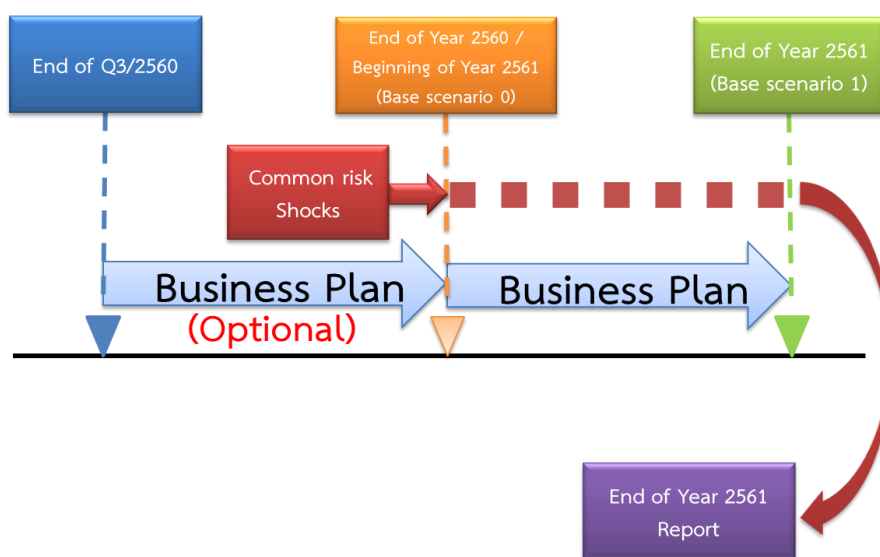 End of Q3/2560
End of Year 2560 /
Beginning of Year 2561
(Base scenario 0)
End of Year 2561
(Base scenario 1)
Common risk
Shocks
Business Plan
(Optional)
Business Plan
End of Year 2561
Report